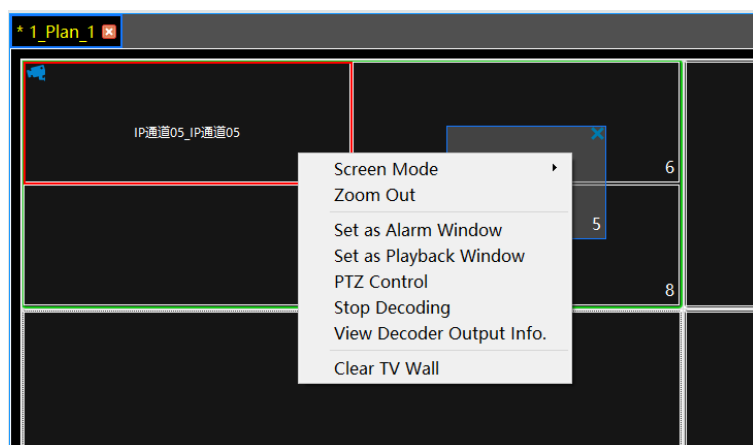 * 1_Plan_1
IP通道05_IP通道05
Screen Mode
6
Zoom Out
Set as Alarm Window
5
Set as Playback Window
PTZ Control
8
Stop Decoding
View Decoder Output Info.
Clear TV Wall